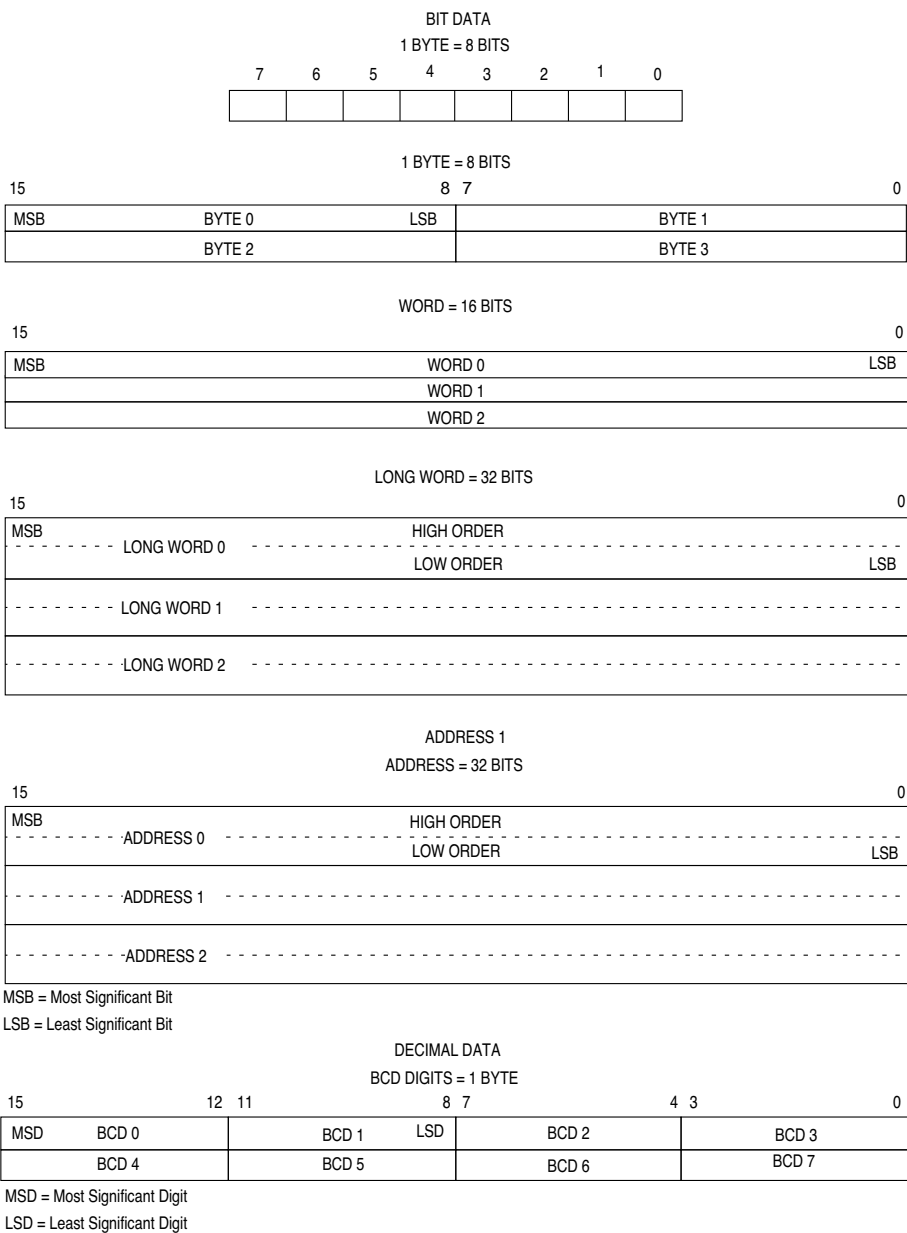 BIT DATA
1 BYTE = 8 BITS
7 6 5 4 3 2 1 0
1 BYTE = 8 BITS
15 8 7 0
MSB BYTE 0 LSB BYTE 1
BYTE 2 BYTE 3
WORD = 16 BITS
15 0
MSB WORD 0 LSB
WORD 1
WORD 2
LONG WORD = 32 BITS
15 0
MSB HIGH ORDER
LONG WORD 0
LOW ORDER LSB
LONG WORD 1
LONG WORD 2
ADDRESS 1
ADDRESS = 32 BITS
15 0
MSB HIGH ORDER
ADDRESS 0
LOW ORDER LSB
ADDRESS 1
ADDRESS 2
MSB = Most Significant Bit
LSB = Least Significant Bit
DECIMAL DATA
BCD DIGITS = 1 BYTE
15 12 11 8 7 4 3 0
MSD BCD 0 BCD 1 LSD BCD 2 BCD 3
BCD 4 BCD 5 BCD 6 BCD 7
MSD = Most Significant Digit
LSD = Least Significant Digit